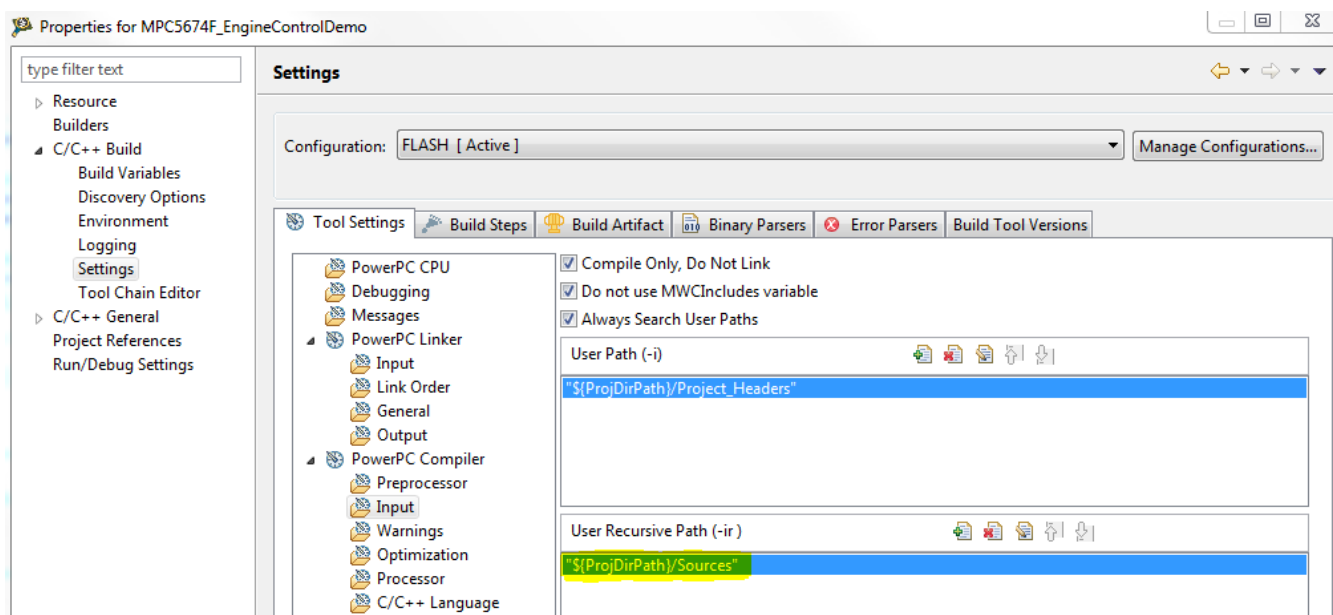 Properties for MPC5674F_EngineControlDemo
type filter text
Resource
Builders
C/C++ Build
Build Variables
Discovery Options
Environment
Logging
Settings
Tool Chain Editor
C/C++ General
Project References
Run/Debug Settings
Settings
Configuration: FLASH [ Active ] Manage Configurations...
Tool Settings Build Steps Build Artifact Binary Parsers Error Parsers Build Tool Versions
PowerPC CPU
Debugging
Messages
PowerPC Linker
Input
Link Order
General
Output
PowerPC Compiler
Preprocessor
Input
Warnings
Optimization
Processor
C/C++ Language
Compile Only, Do Not Link
Do not use MWCIncludes variable
Always Search User Paths
User Path (-i)
"${ProjDirPath}/Project_Headers"
User Recursive Path (-ir )
"${ProjDirPath}/Sources"